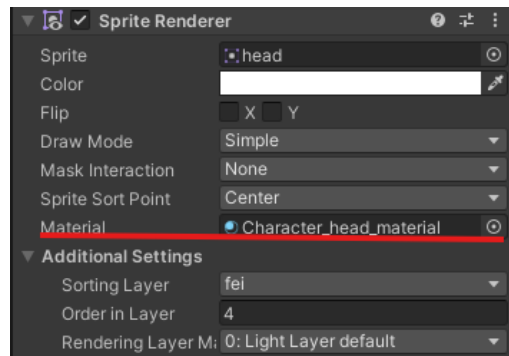 Sprite Renderer
Sprite head
Color
Flip X Y
Draw Mode Simple
Mask Interaction None
Sprite Sort Point Center
Material Character_head_material
Additional Settings
Sorting Layer fei
Order in Layer 4
Rendering Layer Ma 0: Light Layer default